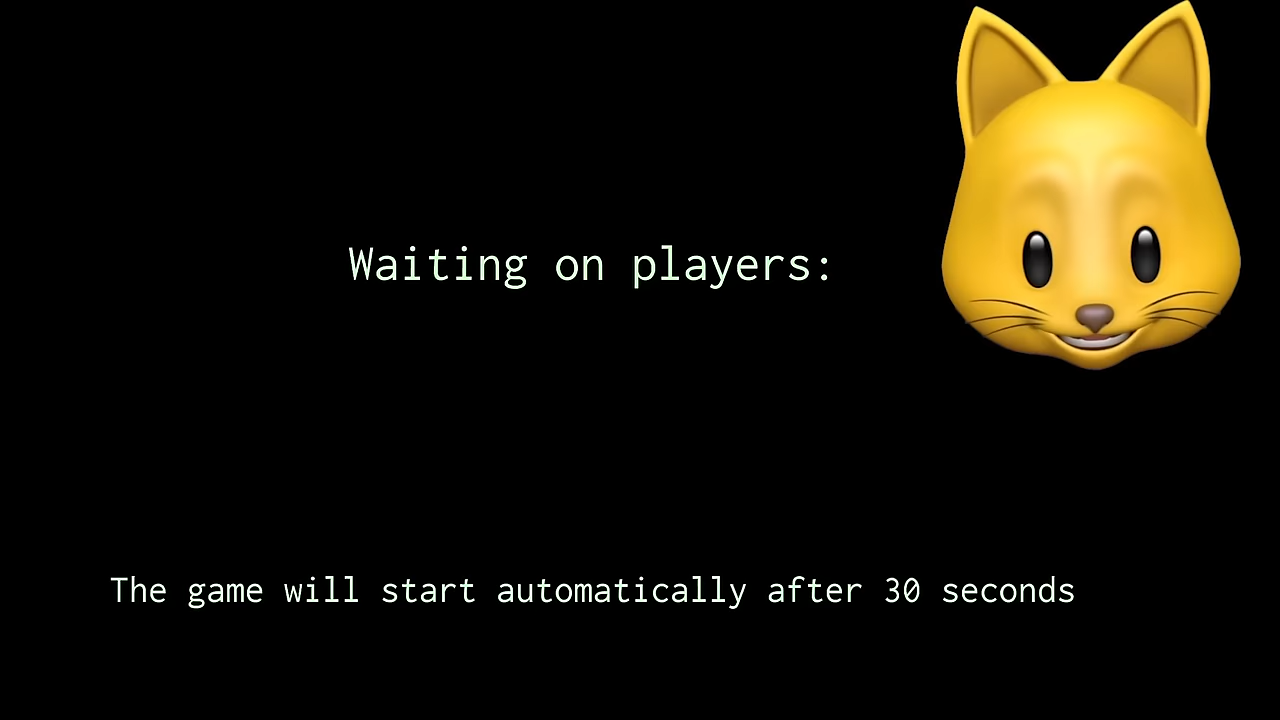 Waiting on players:
The game will start automatically after 30 seconds